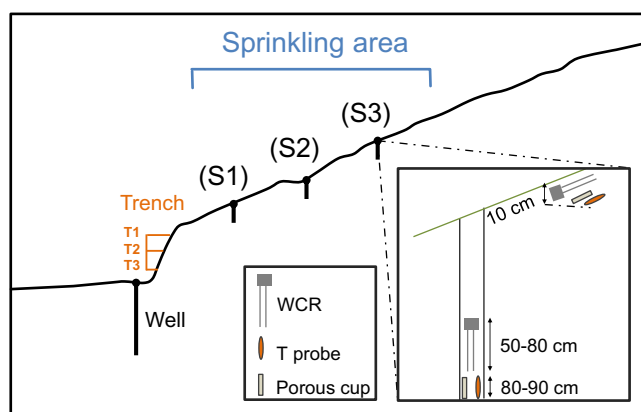 Sprinkling area
(S3)
(S2)
(S1)
Trench
T1
T2
T3
Well
WCR
T probe
Porous cup
10 cm
50-80 cm
80-90 cm